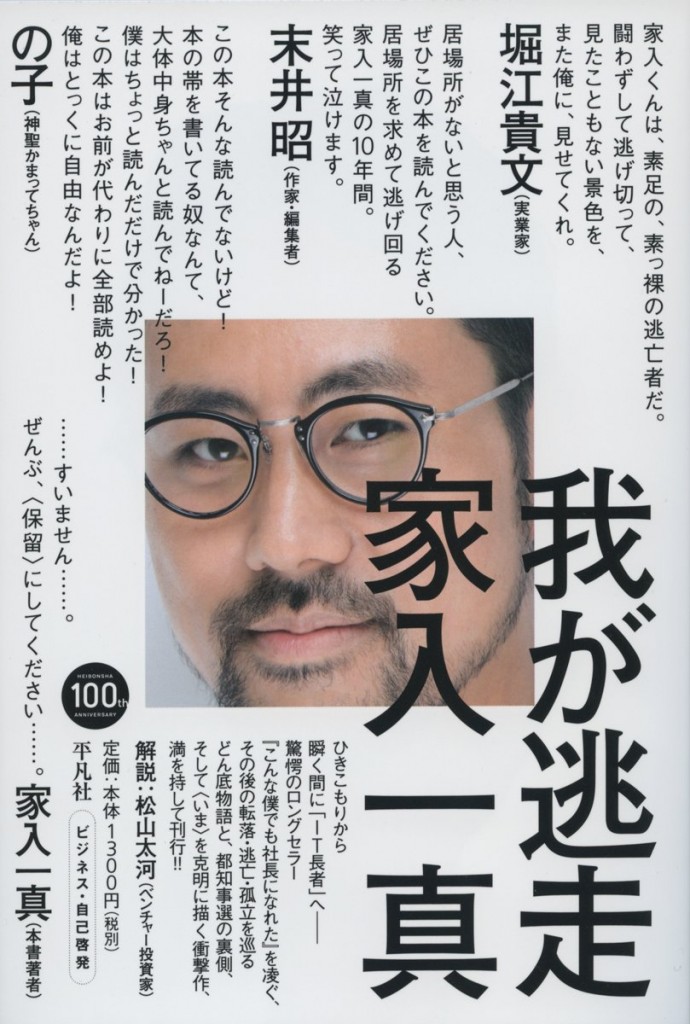 家入くんは、素足の、素っ裸の逃亡者だ。
闘わずして逃げ切って、
見たこともない景色を、
また俺に、見せてくれ。
堀江貴文(実業家)
居場所がないと思う人、
ぜひこの本を読んでください。
居場所を求めて逃げ回る
家入一真の10年間。
笑って泣けます。
末井昭(作家・編集者)
この本そんな読んでないけど！
本の帯を書いてる奴なんて、
大体中身ちゃんと読んでねーだろ！
僕はちょっと読んだだけで分かった！
この本はお前が代わりに全部読めよ！
俺はとっくに自由なんだよ！
の子(神聖かまってちゃん)
我が逃走
家入一真
……すいません……。
ぜんぶ、〈保留〉にしてください……。
家入一真(本書著者)
ひきこもりから
瞬く間に「IT長者」へ——
驚愕のロングセラー
『こんな僕でも社長になれた』を凌ぐ、
その後の転落・逃亡・孤立を巡る
どん底物語と、都知事選の裏側、
そして〈いま〉を克明に描く衝撃作、
満を持して刊行!!
解説：松山太河(ベンチャー投資家)
定価：本体1300円(税別)
平凡社
ビジネス・自己啓発
HEIBONSHA
100th
ANNIVERSARY